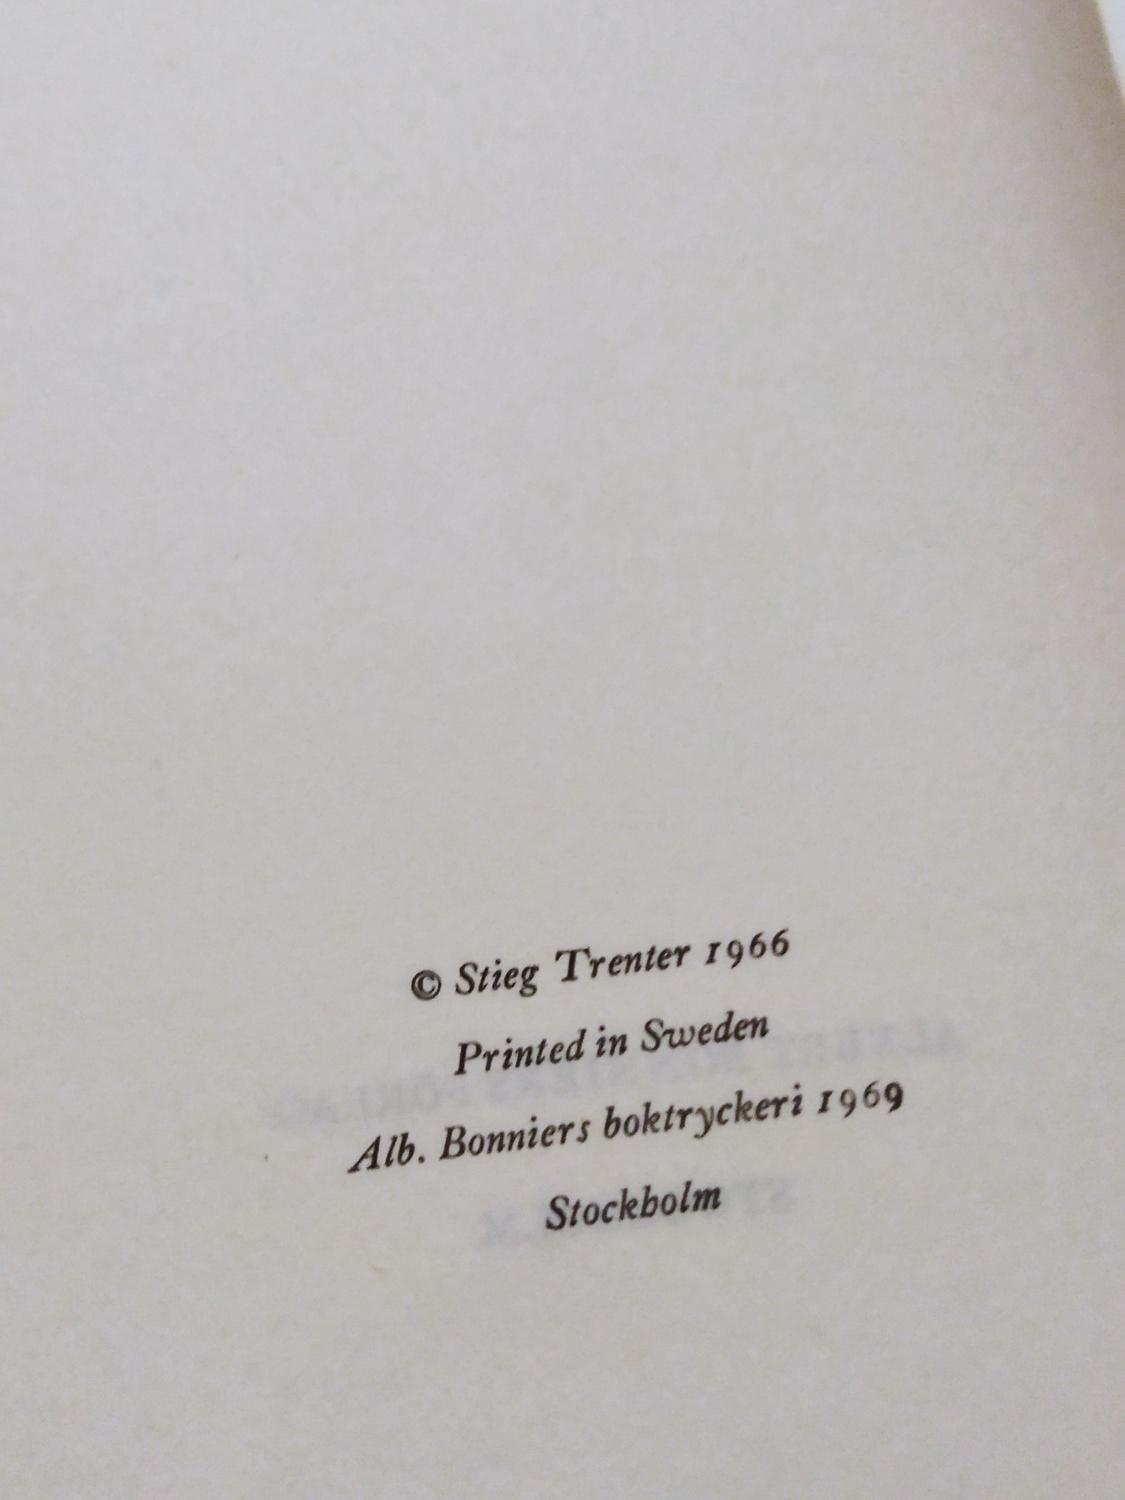 © Stieg Trenter 1966
Printed in Sweden
Alb. Bonniers boktryckeri 1969
Stockholm